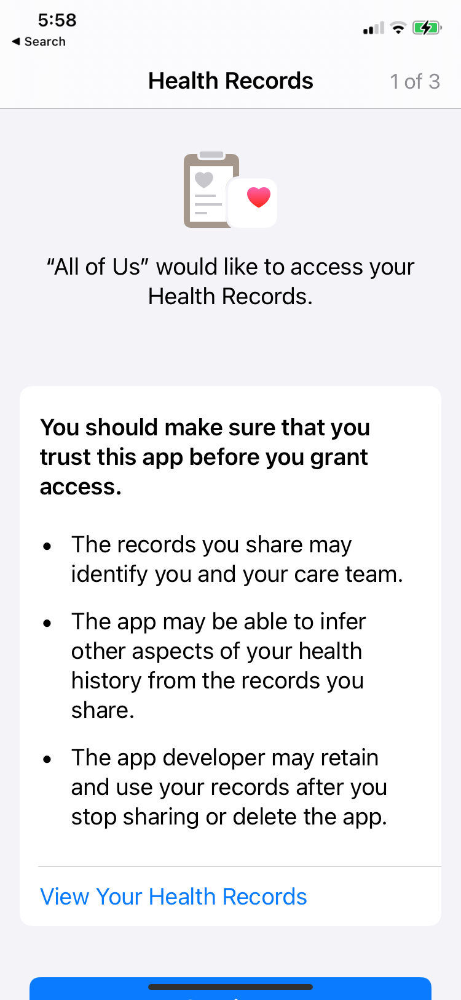 5:58
◀ Search
Health Records
1 of 3
“All of Us” would like to access your
Health Records.
You should make sure that you
trust this app before you grant
access.
• The records you share may
identify you and your care team.
• The app may be able to infer
other aspects of your health
history from the records you
share.
• The app developer may retain
and use your records after you
stop sharing or delete the app.
View Your Health Records